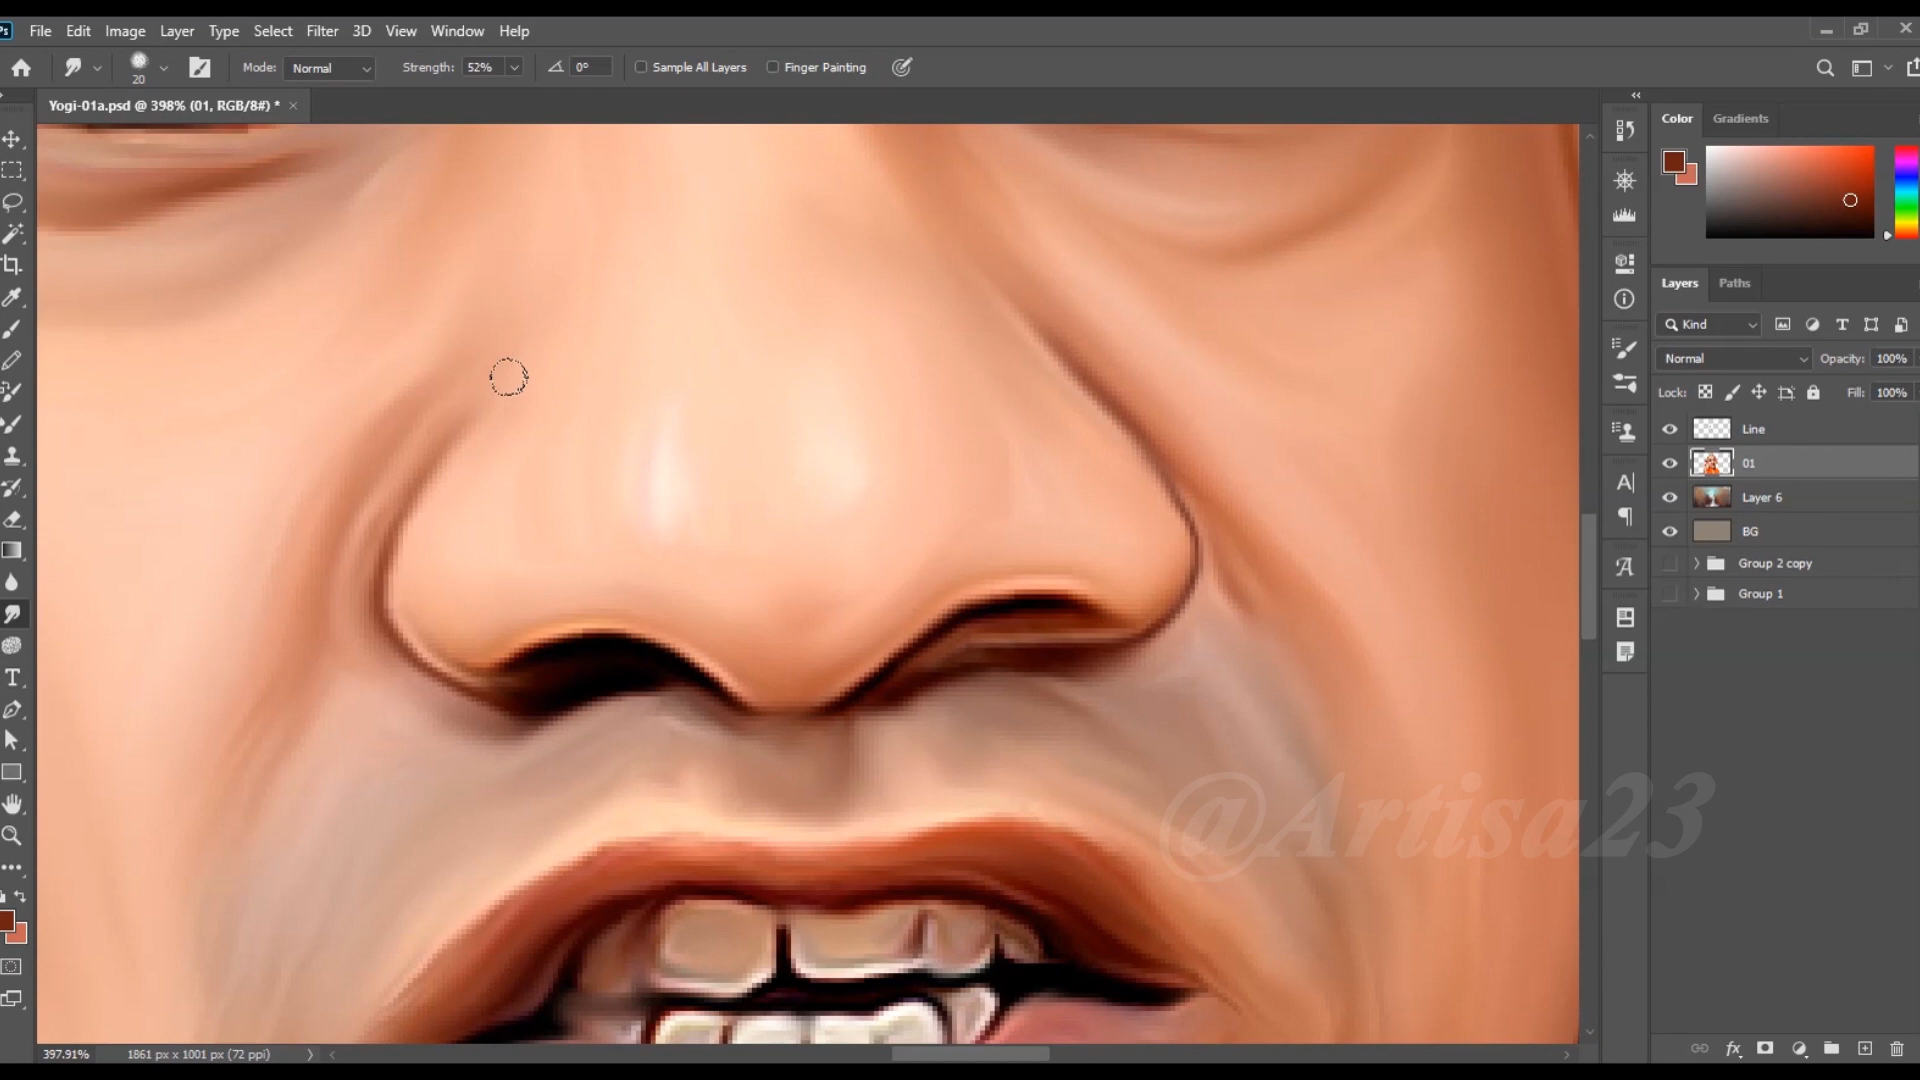 Ps File Edit Image Layer Type Select Filter 3D View Window Help
20 Mode: Normal Strength: 52% 0° Sample All Layers Finger Painting
Yogi-01a.psd @ 398% (01, RGB/8#) * ×
Color Gradients
Layers Paths
Kind
Normal Opacity: 100%
Lock: Fill: 100%
Line
01
Layer 6
BG
Group 2 copy
Group 1
@Artisa23
397.91% 1861 px x 1001 px (72 ppi)